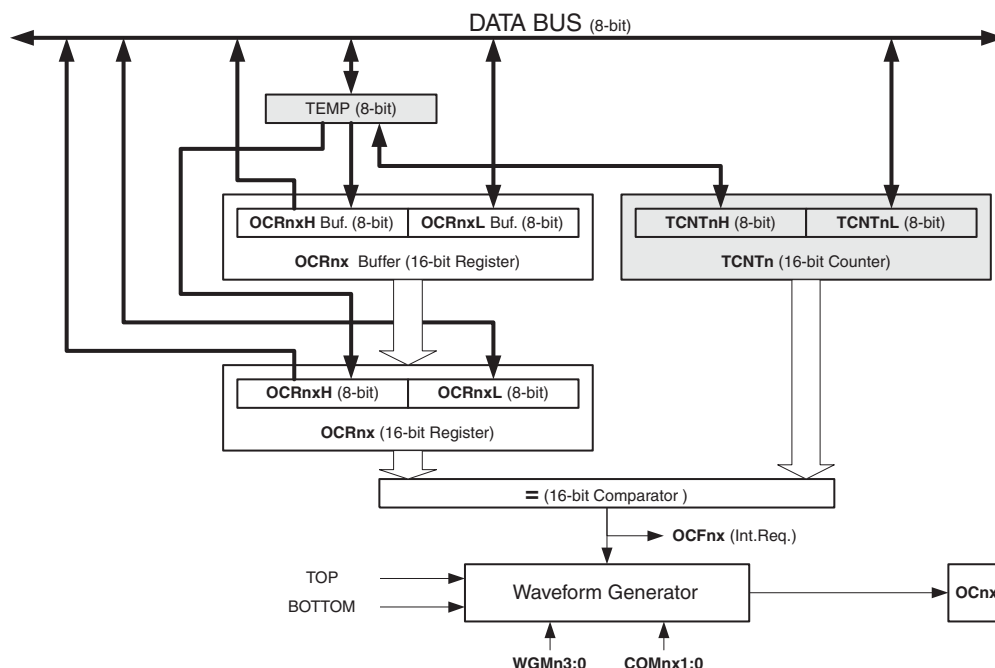 DATA BUS (8-bit)
TEMP (8-bit)
OCRnxH Buf. (8-bit) OCRnxL Buf. (8-bit)
TCNTnH (8-bit) TCNTnL (8-bit)
OCRnx Buffer (16-bit Register)
TCNTn (16-bit Counter)
OCRnxH (8-bit) OCRnxL (8-bit)
OCRnx (16-bit Register)
= (16-bit Comparator )
OCFnx (Int.Req.)
TOP
BOTTOM
Waveform Generator
OCnx
WGMn3:0 COMnx1:0